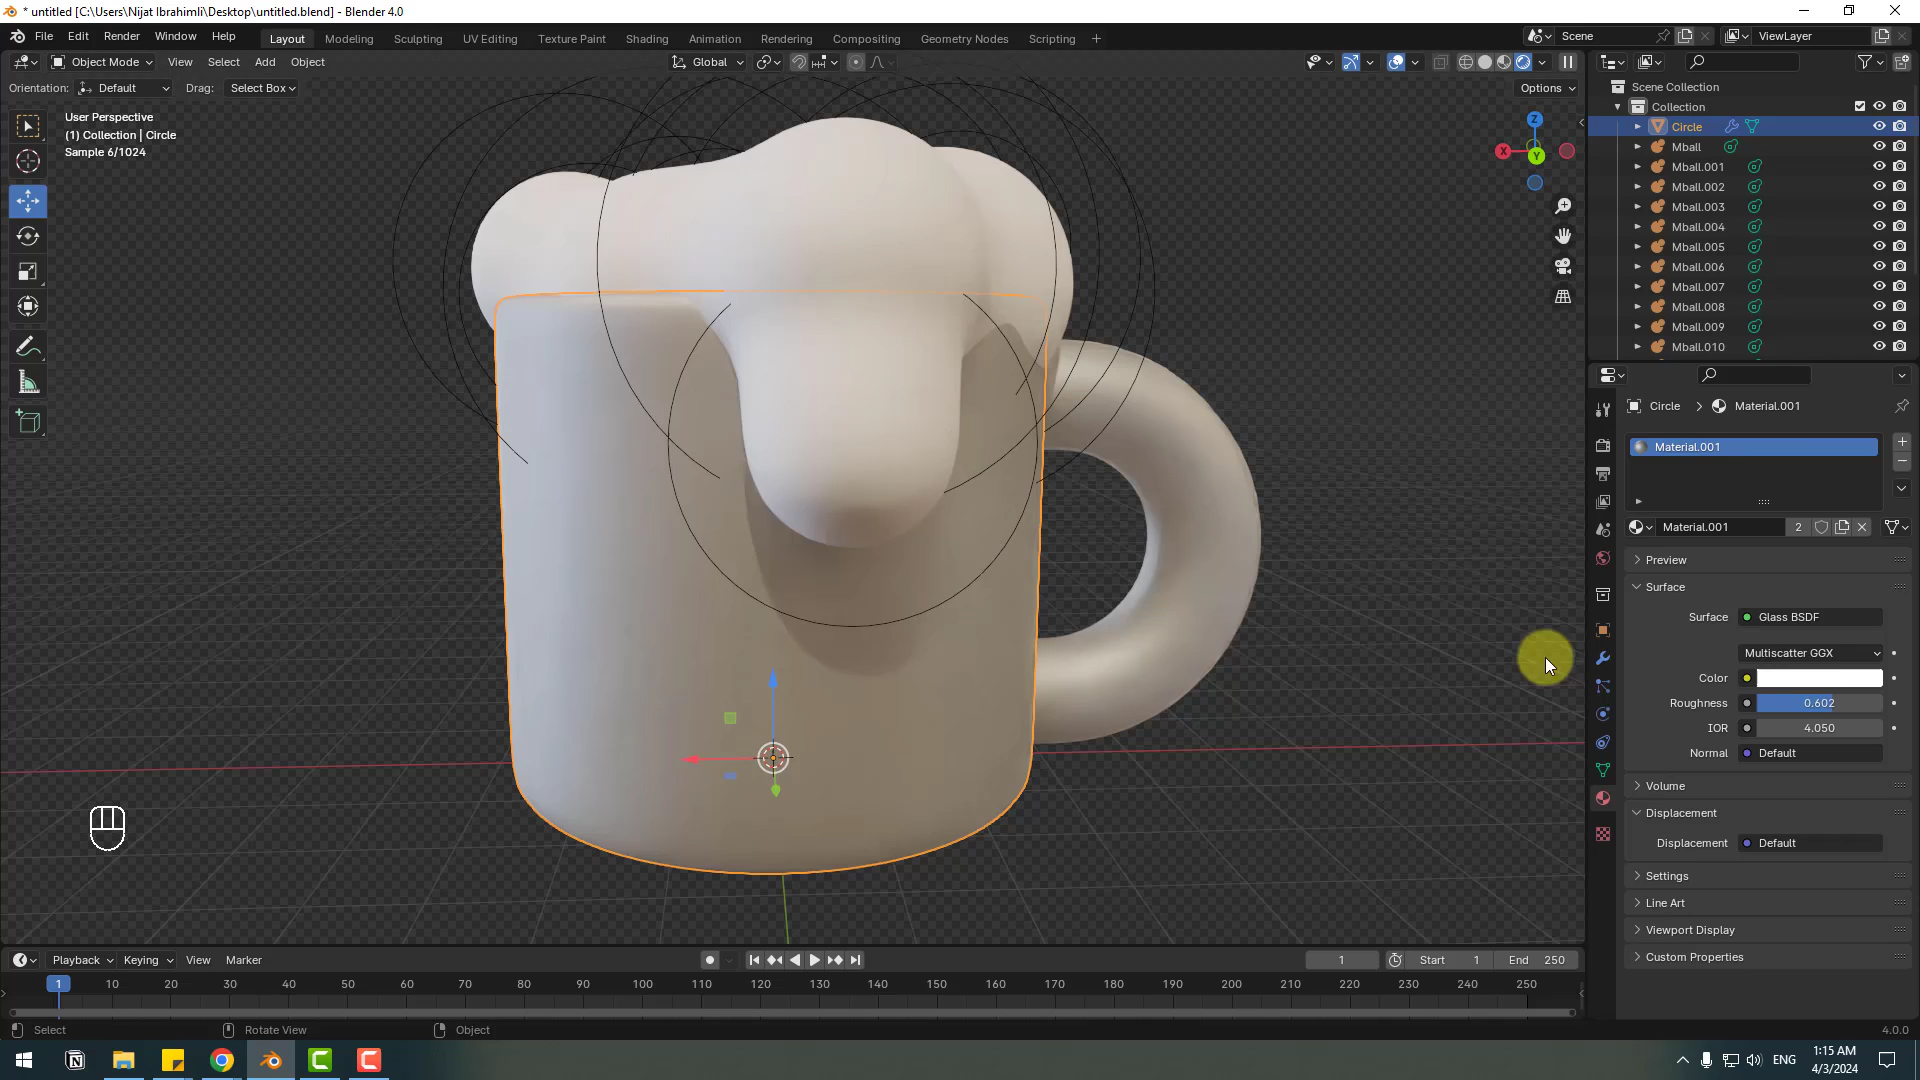 * untitled [C:\Users\Nijat Ibrahimli\Desktop\untitled.blend] - Blender 4.0
File Edit Render Window Help
Layout Modeling Sculpting UV Editing Texture Paint Shading Animation Rendering Compositing Geometry Nodes Scripting +
Scene ViewLayer
Object Mode View Select Add Object
Global
Orientation: Default Drag: Select Box
Options
User Perspective
(1) Collection | Circle
Sample 6/1024
Z
X
Y
Scene Collection
Collection
Circle
Mball
Mball.001
Mball.002
Mball.003
Mball.004
Mball.005
Mball.006
Mball.007
Mball.008
Mball.009
Mball.010
Circle > Material.001
Material.001
Material.001 2
Preview
Surface
Surface Glass BSDF
Multiscatter GGX
Color
Roughness 0.602
IOR 4.050
Normal Default
Volume
Displacement
Displacement Default
Settings
Line Art
Viewport Display
Custom Properties
Playback Keying View Marker
1 Start 1 End 250
1 10 20 30 40 50 60 70 80 90 100 110 120 130 140 150 160 170 180 190 200 210 220 230 240 250
Select Rotate View Object
4.0.0
ENG
1:15 AM
4/3/2024